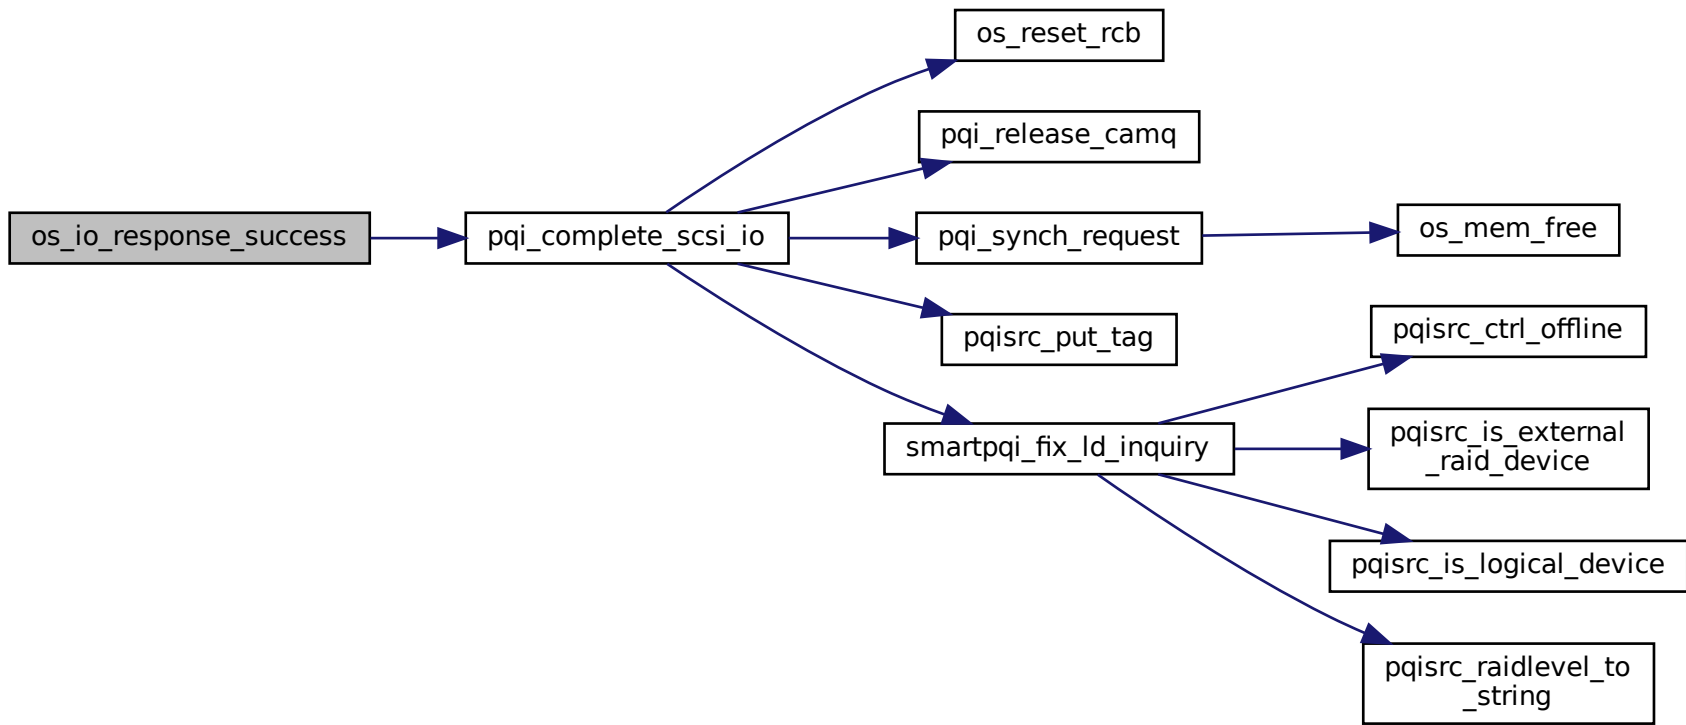 os_reset_rcb
pqi_release_camq
os_io_response_success
pqi_complete_scsi_io
pqi_synch_request
os_mem_free
pqisrc_put_tag
pqisrc_ctrl_offline
smartpqi_fix_ld_inquiry
pqisrc_is_external
_raid_device
pqisrc_is_logical_device
pqisrc_raidlevel_to
_string